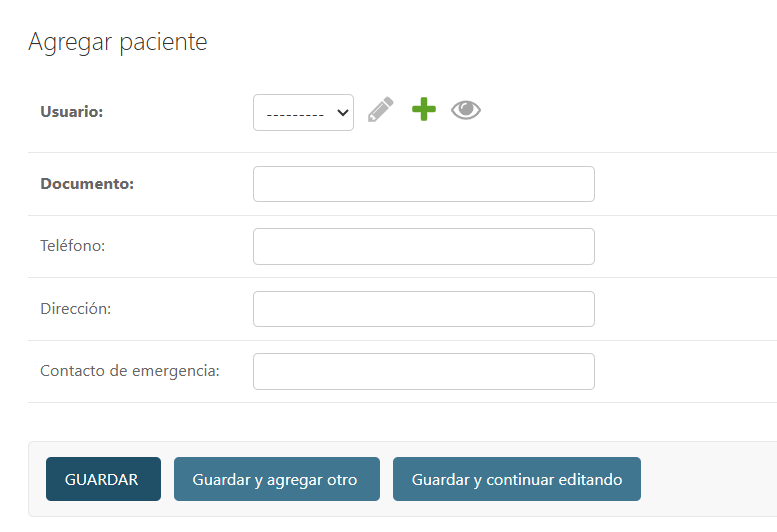 Agregar paciente
Usuario: ---------
Documento:
Teléfono:
Dirección:
Contacto de emergencia:
GUARDAR Guardar y agregar otro Guardar y continuar editando